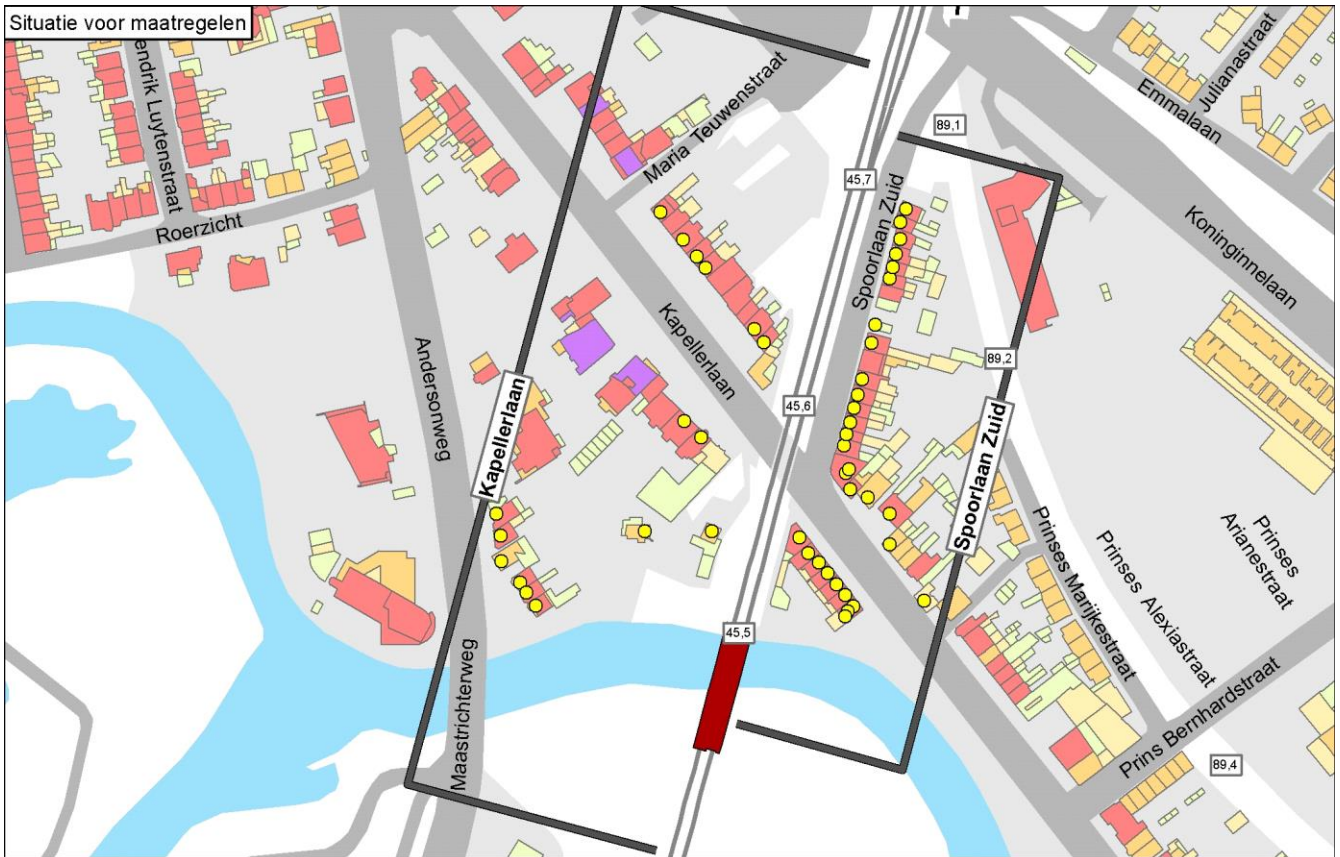 Situatie voor maatregelen
endrik Luytenstraat
Roerzicht
Andersonweg
Maastrichterweg
Kapellerlaan
Maria Teuwenstraat
Kapellerlaan
45,7
45,6
45,5
Spoorlaan Zuid
89,1
89,2
Spoorlaan Zuid
Emmalaan
Julianastraat
Koninginnelaan
Prinses Marijkestraat
Prinses Alexiastraat
Prinses
Arianestraat
Prins Bernhardstraat
89,4